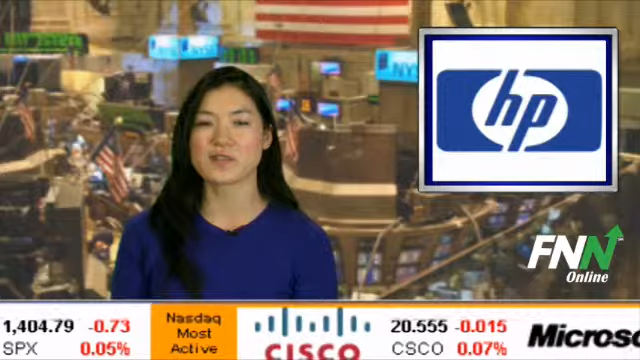 NYSE
hp
FNN
Online
1,404.79 -0.73
SPX 0.05%
Nasdaq
Most
Active
CISCO
20.555 -0.015
CSCO 0.07%
Microso